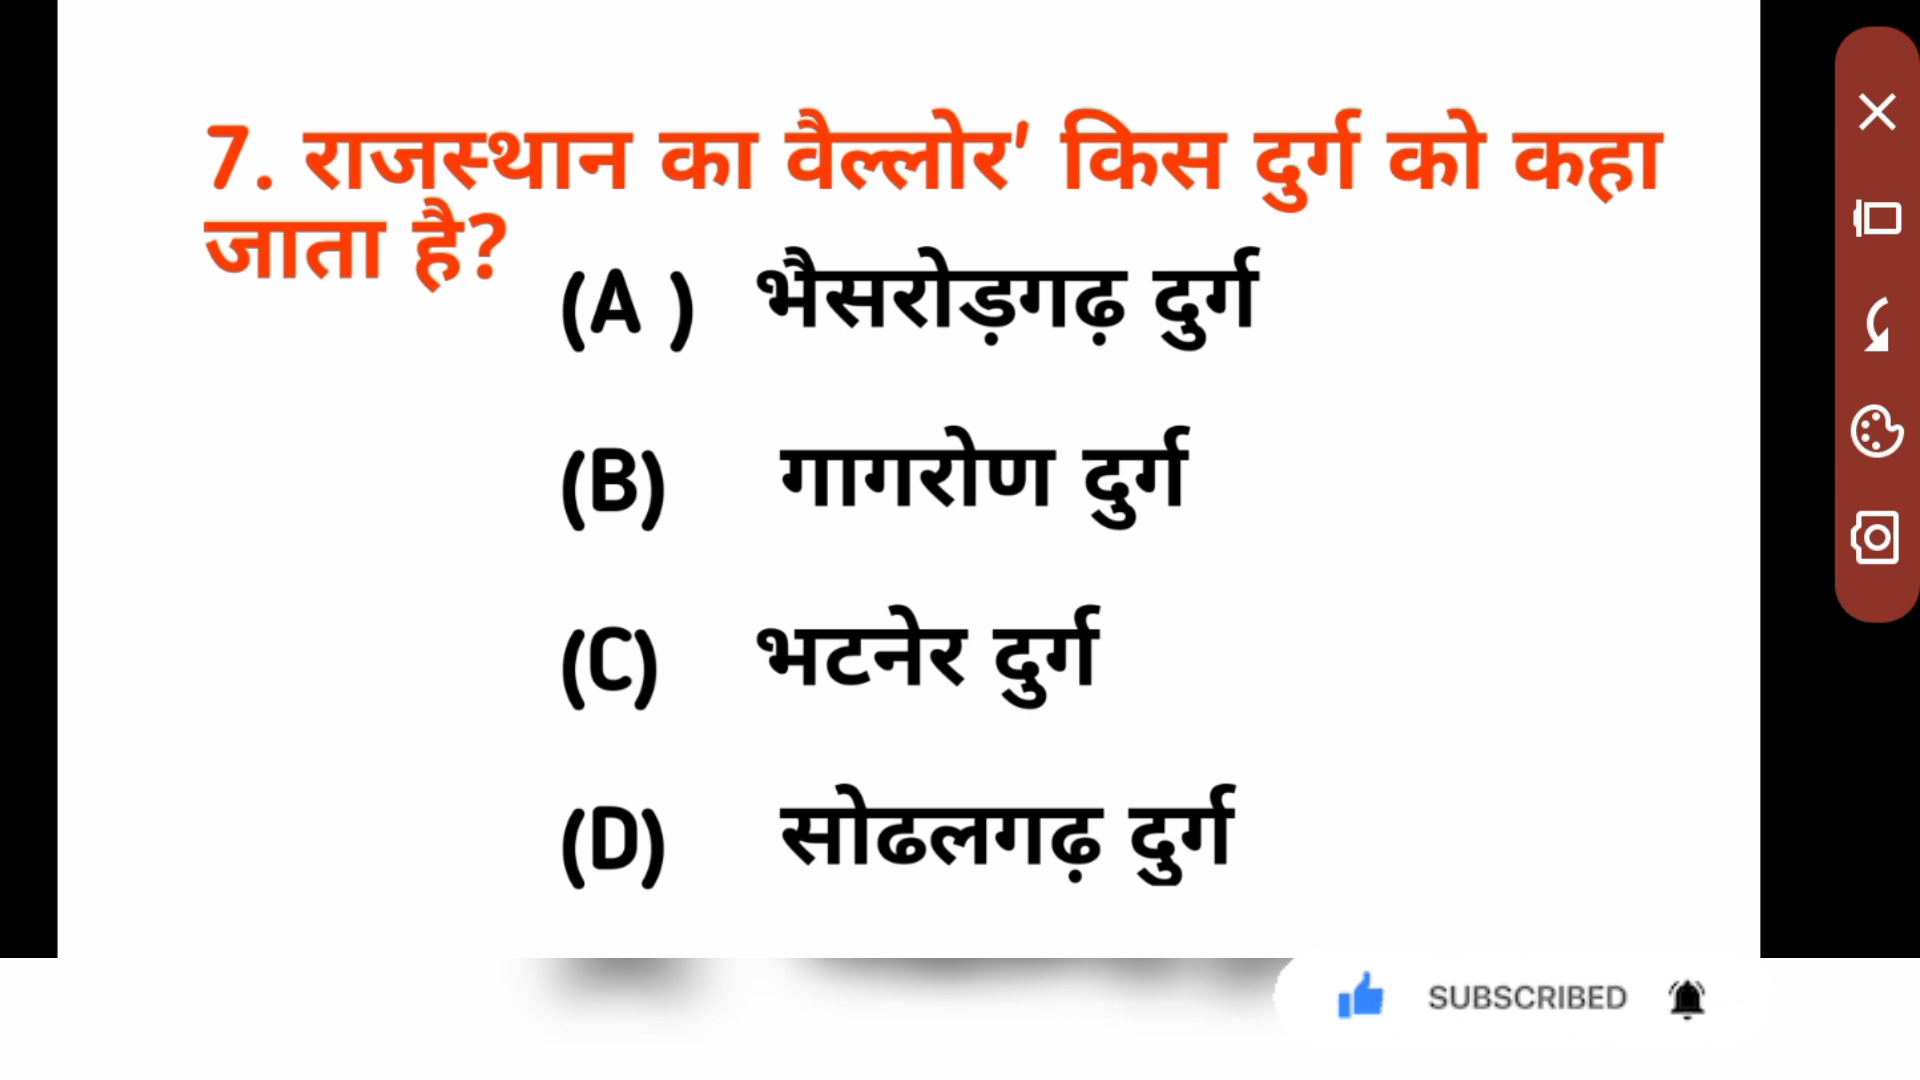 7. राजस्थान का वैल्लोर' किस दुर्ग को कहा
जाता है?
(A ) भैसरोड़गढ़ दुर्ग
(B) गागरोण दुर्ग
(C) भटनेर दुर्ग
(D) सोढलगढ़ दुर्ग
SUBSCRIBED